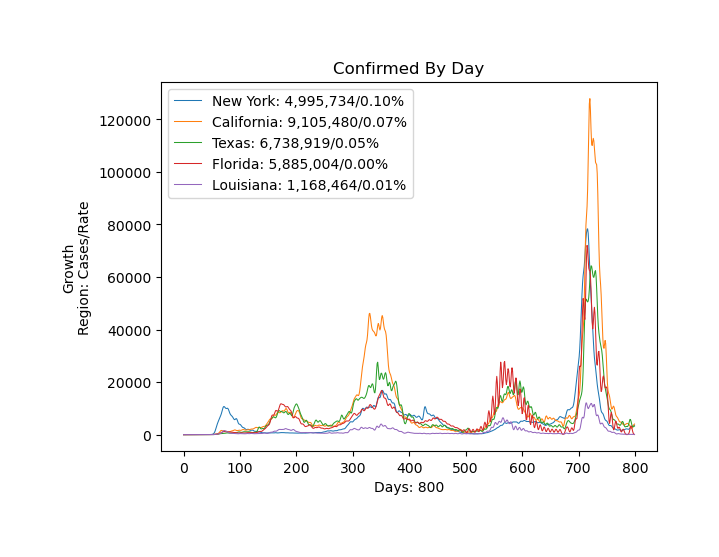 Confirmed By Day
New York: 4,995,734/0.10%
California: 9,105,480/0.07%
Texas: 6,738,919/0.05%
Florida: 5,885,004/0.00%
Louisiana: 1,168,464/0.01%
120000
100000
80000
60000
40000
20000
0
Growth
Region: Cases/Rate
0 100 200 300 400 500 600 700 800
Days: 800